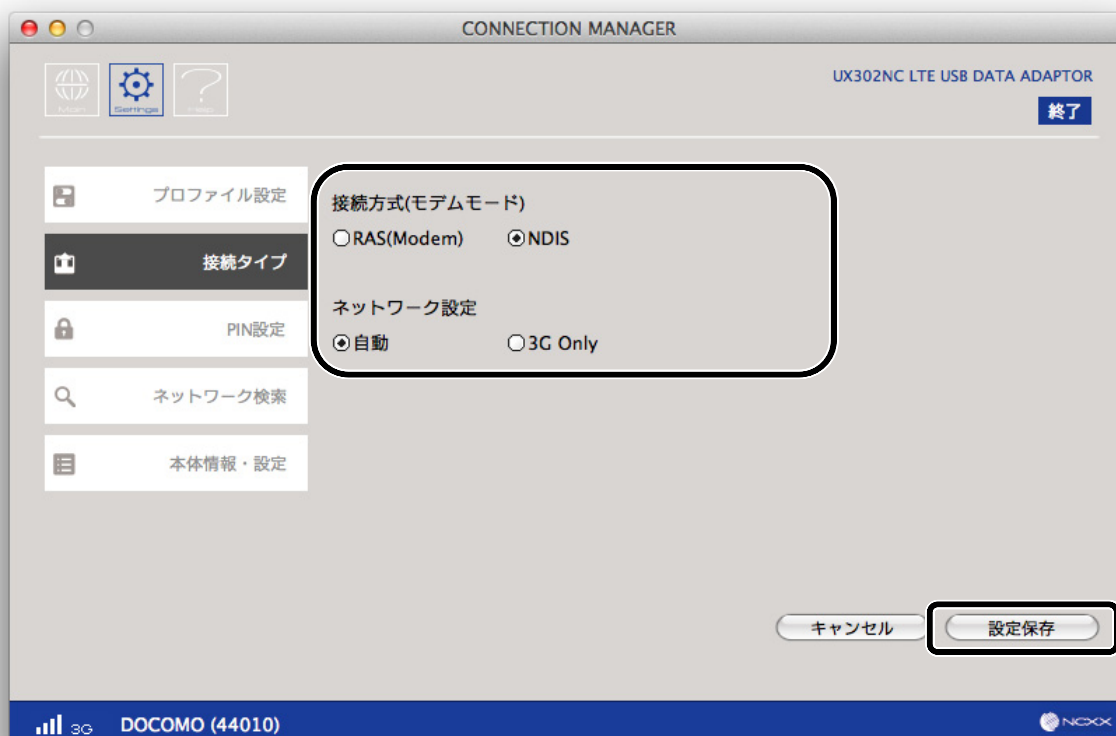 CONNECTION MANAGER
Main
Settings
Help
UX302NC LTE USB DATA ADAPTOR
終了
プロファイル設定
接続タイプ
PIN設定
ネットワーク検索
本体情報・設定
接続方式(モデムモード)
RAS(Modem) NDIS
ネットワーク設定
自動 3G Only
キャンセル 設定保存
3G DOCOMO (44010) NCXX